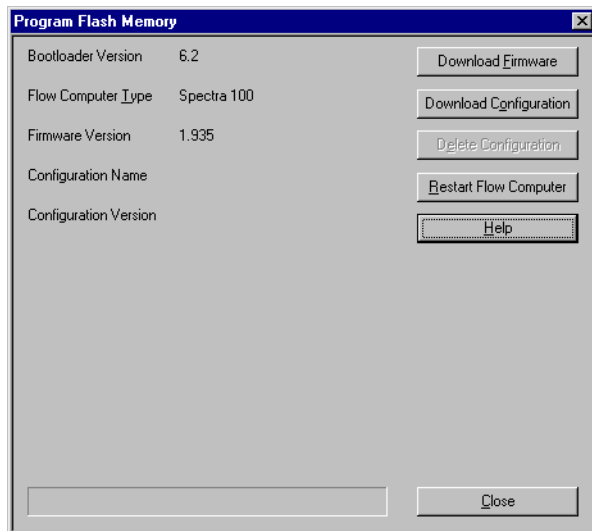 Program Flash Memory
Bootloader Version 6.2
Download Firmware
Flow Computer Type Spectra 100
Download Configuration
Firmware Version 1.935
Delete Configuration
Configuration Name
Restart Flow Computer
Configuration Version
Help
Close